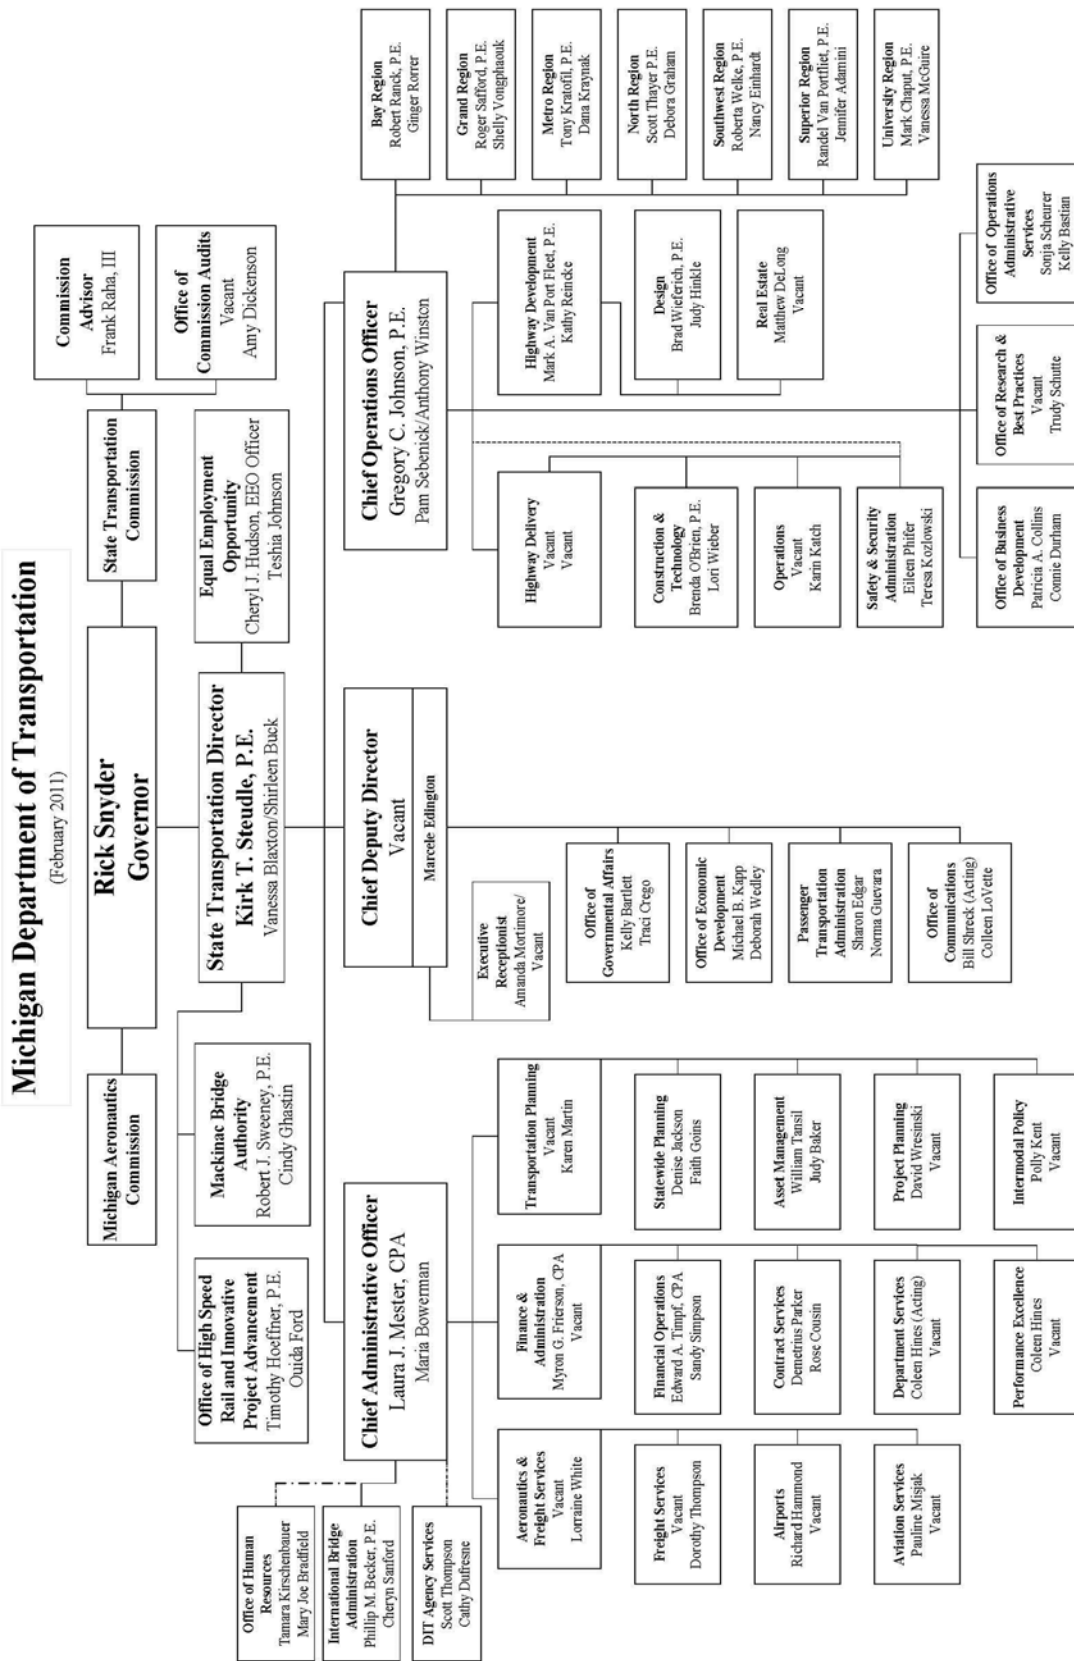 Michigan Department of Transportation
(February 2011)
Rick Snyder
Governor
Michigan Aeronautics
Commission
State Transportation
Commission
Commission
Advisor
Frank Raha, III
Office of
Commission Audits
Vacant
Amy Dickenson
State Transportation Director
Kirk T. Steudle, P.E.
Vanessa Blaxton/Shirleen Buck
Equal Employment
Opportunity
Cheryl J. Hudson, EEO Officer
Teshia Johnson
Office of High Speed
Rail and Innovative
Project Advancement
Timothy Hoeffner, P.E.
Ouida Ford
Mackinac Bridge
Authority
Robert J. Sweeney, P.E.
Cindy Ghastin
Chief Administrative Officer
Laura J. Mester, CPA
Maria Bowerman
Office of Human
Resources
Tamara Kirschenbauer
Mary Joe Bradfield
International Bridge
Administration
Phillip M. Becker, P.E.
Cheryn Sanford
DIT Agency Services
Scott Thompson
Cathy Dufresne
Aeronautics &
Freight Services
Vacant
Lorraine White
Freight Services
Vacant
Dorothy Thompson
Airports
Richard Hammond
Vacant
Aviation Services
Pauline Misjak
Vacant
Finance &
Administration
Myron G. Frierson, CPA
Vacant
Financial Operations
Edward A. Timpf, CPA
Sandy Simpson
Contract Services
Demetrius Parker
Rose Cousin
Department Services
Coleen Hines (Acting)
Vacant
Performance Excellence
Coleen Hines
Vacant
Transportation Planning
Vacant
Karen Martin
Statewide Planning
Denise Jackson
Faith Goins
Asset Management
William Tansil
Judy Baker
Project Planning
David Wresinski
Vacant
Intermodal Policy
Polly Kent
Vacant
Chief Deputy Director
Vacant
Marcele Edington
Executive
Receptionist
Amanda Mortimore/
Vacant
Office of
Governmental Affairs
Kelly Bartlett
Traci Crego
Office of Economic
Development
Michael B. Kapp
Deborah Wedley
Passenger
Transportation
Administration
Sharon Edgar
Norma Guevara
Office of
Communications
Bill Shreck (Acting)
Colleen LoVette
Chief Operations Officer
Gregory C. Johnson, P.E.
Pam Sebenick/Anthony Winston
Highway Delivery
Vacant
Vacant
Construction &
Technology
Brenda O'Brien, P.E.
Lori Wieber
Operations
Vacant
Karin Katch
Safety & Security
Administration
Eileen Phifer
Teresa Kozlowski
Highway Development
Mark A. Van Port Fleet, P.E.
Kathy Reincke
Design
Brad Wieferich, P.E.
Judy Hinkle
Real Estate
Matthew DeLong
Vacant
Bay Region
Robert Ranck, P.E.
Ginger Rorrer
Grand Region
Roger Safford, P.E.
Shelly Vongphaouk
Metro Region
Tony Kratofil, P.E.
Dana Kraynak
North Region
Scott Thayer P.E.
Debora Graham
Southwest Region
Roberta Welke, P.E.
Nancy Einhardt
Superior Region
Randel Van Portfliet, P.E.
Jennifer Adamini
University Region
Mark Chaput, P.E.
Vanessa McGuire
Office of Business
Development
Patricia A. Collins
Connie Durham
Office of Research &
Best Practices
Vacant
Trudy Schutte
Office of Operations
Administrative
Services
Sonja Scheurer
Kelly Bastian